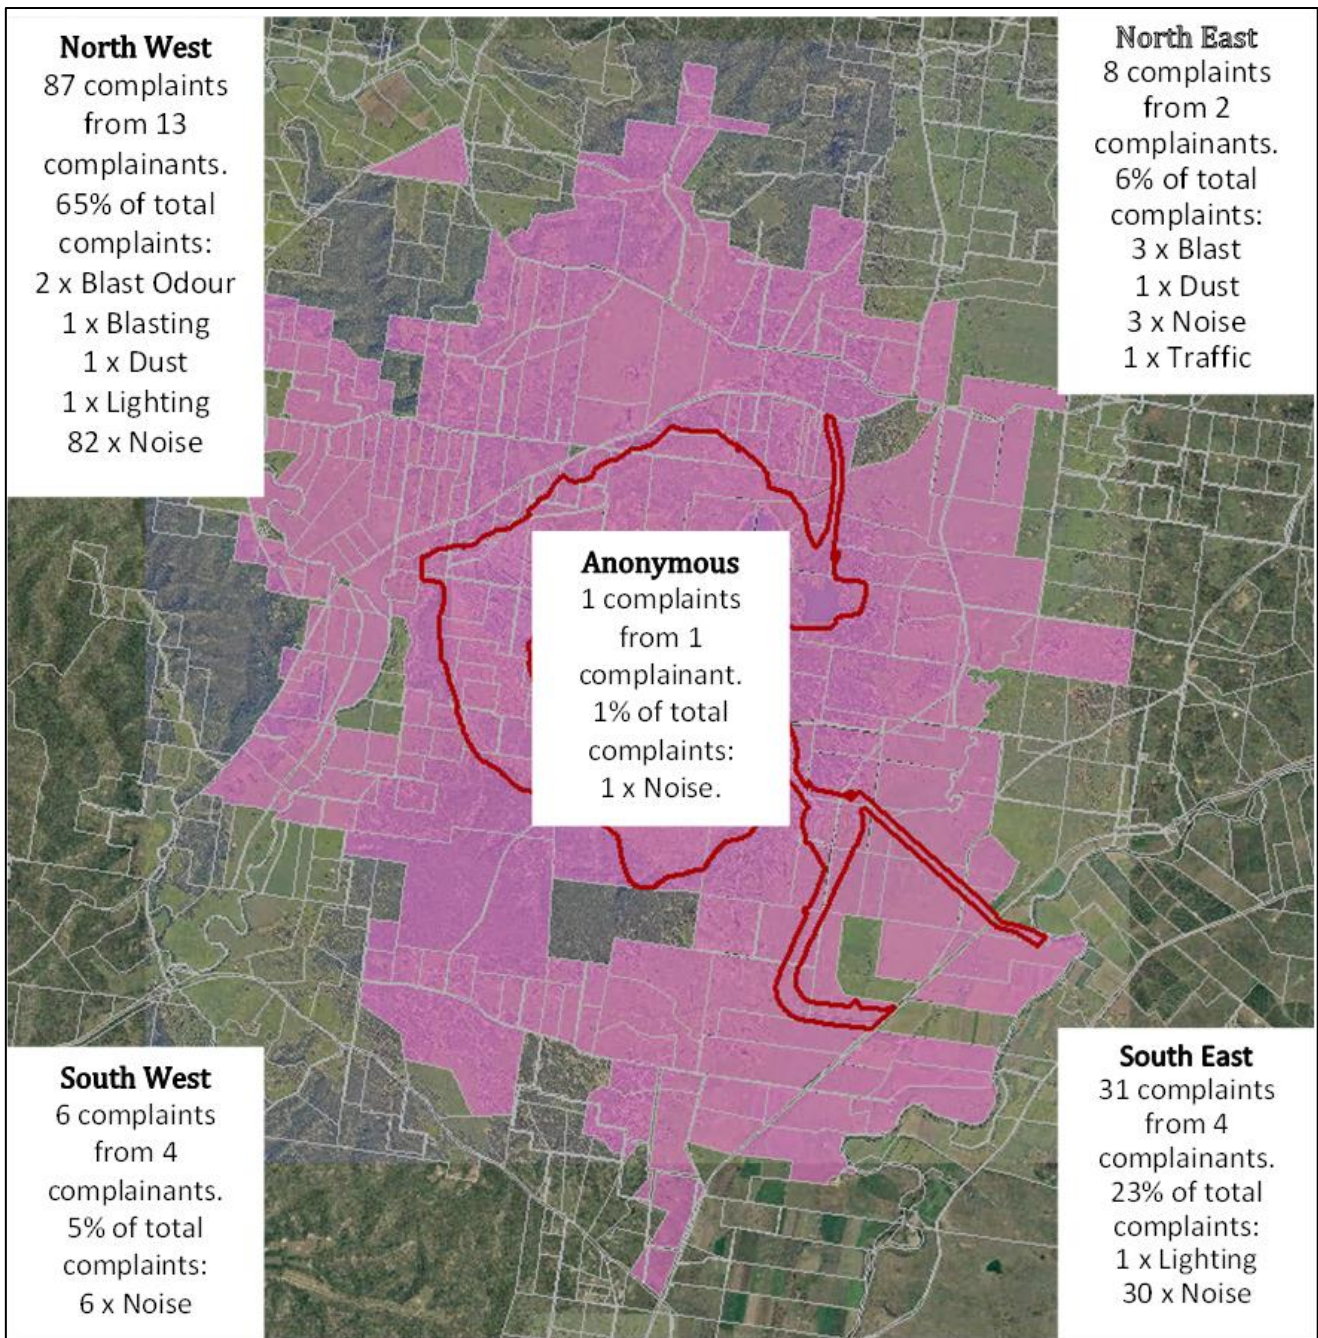 North West
87 complaints
from 13
complainants.
65% of total
complaints:
2 x Blast Odour
1 x Blasting
1 x Dust
1 x Lighting
82 x Noise
North East
8 complaints
from 2
complainants.
6% of total
complaints:
3 x Blast
1 x Dust
3 x Noise
1 x Traffic
Anonymous
1 complaints
from 1
complainant.
1% of total
complaints:
1 x Noise.
South West
6 complaints
from 4
complainants.
5% of total
complaints:
6 x Noise
South East
31 complaints
from 4
complainants.
23% of total
complaints:
1 x Lighting
30 x Noise